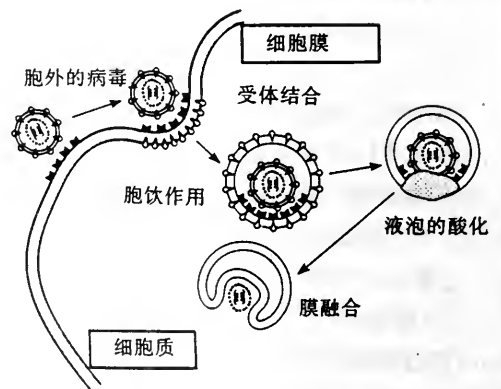 细胞膜
胞外的病毒
受体结合
胞饮作用
液泡的酸化
膜融合
细胞质